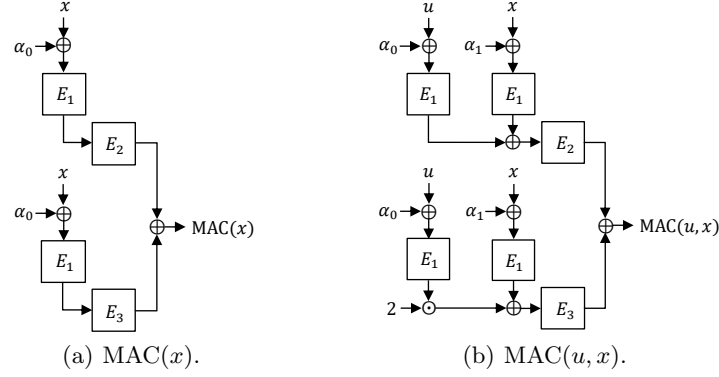 x
α₀
E₁
E₂
x
α₀
MAC(x)
E₁
E₃
(a) MAC(x).
u x
α₀ α₁
E₁ E₁
E₂
u x
α₀ α₁
MAC(u, x)
E₁ E₁
2 E₃
(b) MAC(u, x).